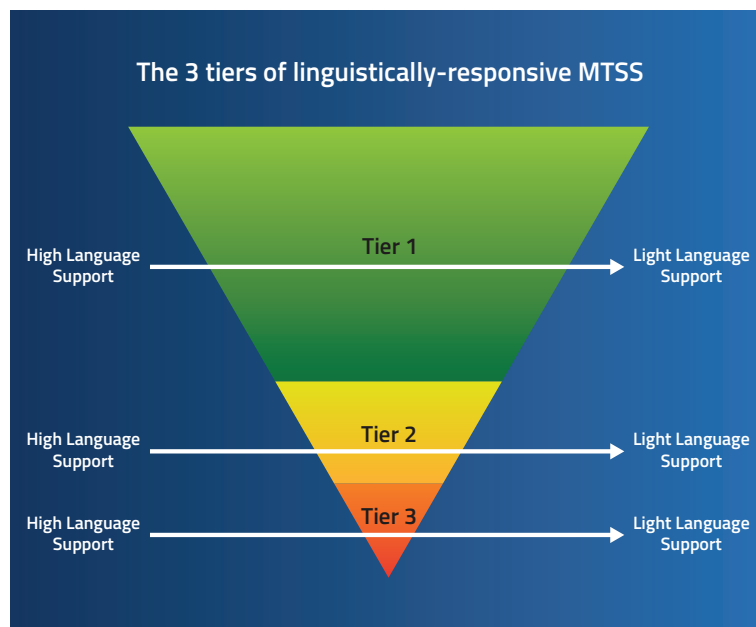 The 3 tiers of linguistically-responsive MTSS
Tier 1
High Language
Support
Light Language
Support
Tier 2
High Language
Support
Light Language
Support
Tier 3
High Language
Support
Light Language
Support